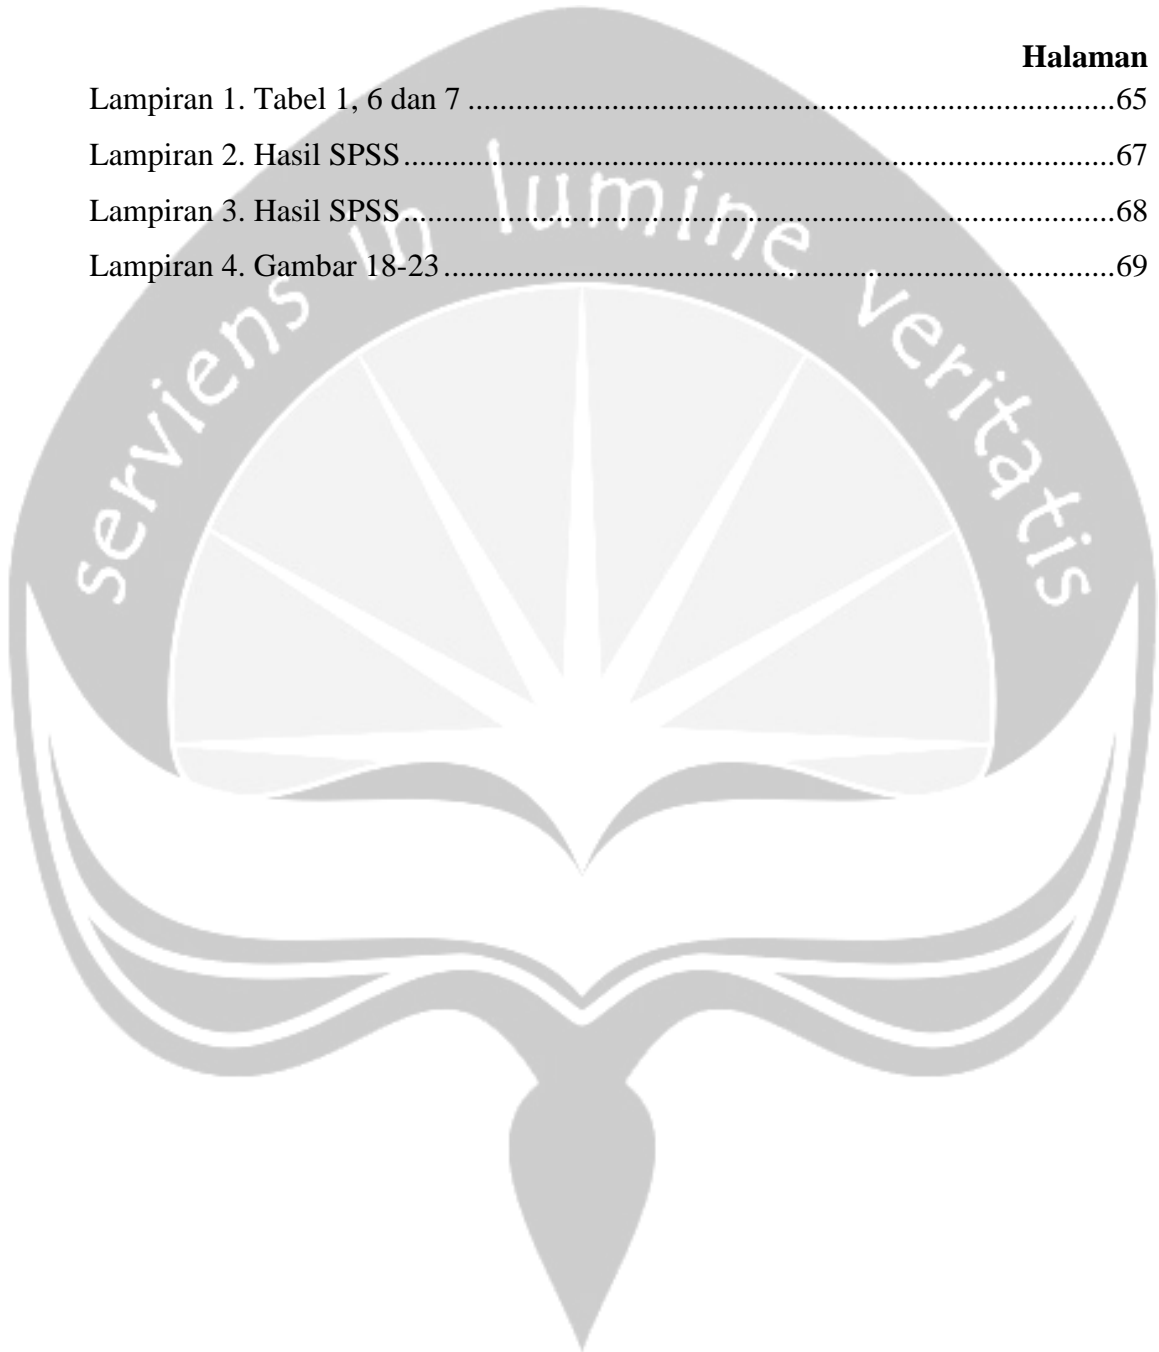 Halaman
Lampiran 1. Tabel 1, 6 dan 7 ..................................................................................65
Lampiran 2. Hasil SPSS..........................................................................................67
Lampiran 3. Hasil SPSS..........................................................................................68
Lampiran 4. Gambar 18-23.....................................................................................69
serviens in lumine veritatis